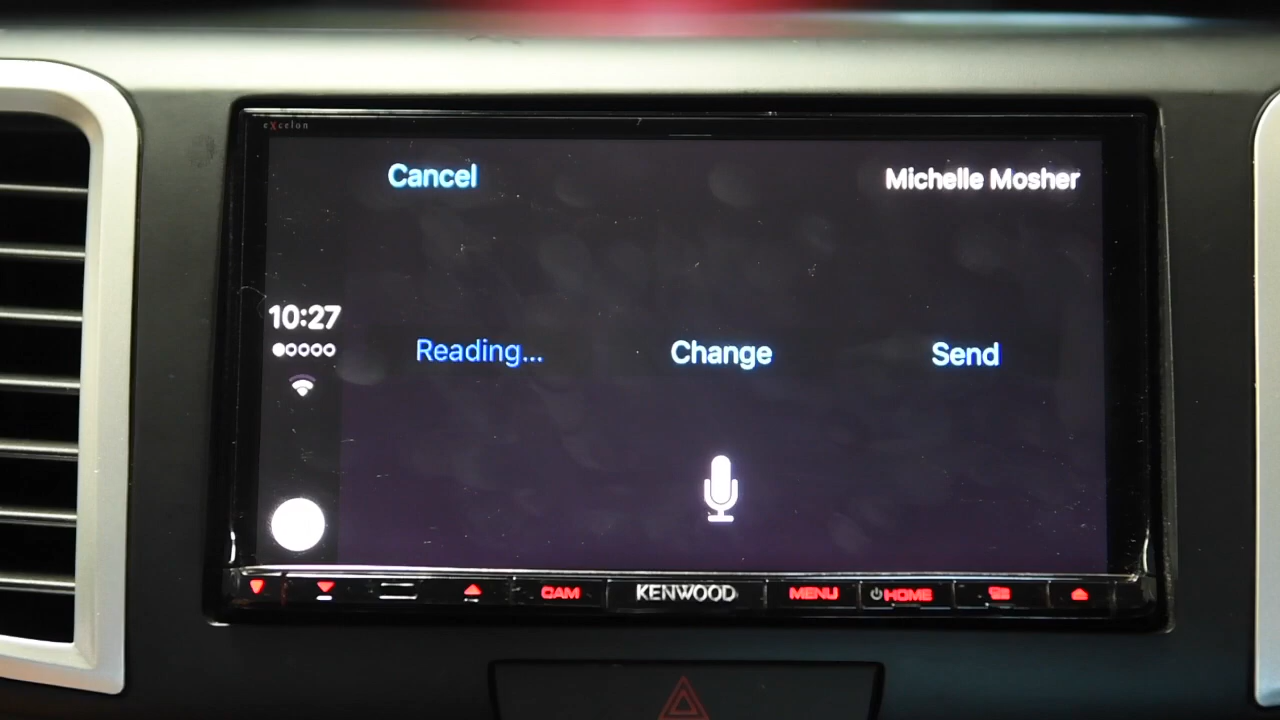 eXcelon
Cancel
Michelle Mosher
10:27
Reading...
Change
Send
CAM
KENWOOD
MENU
HOME